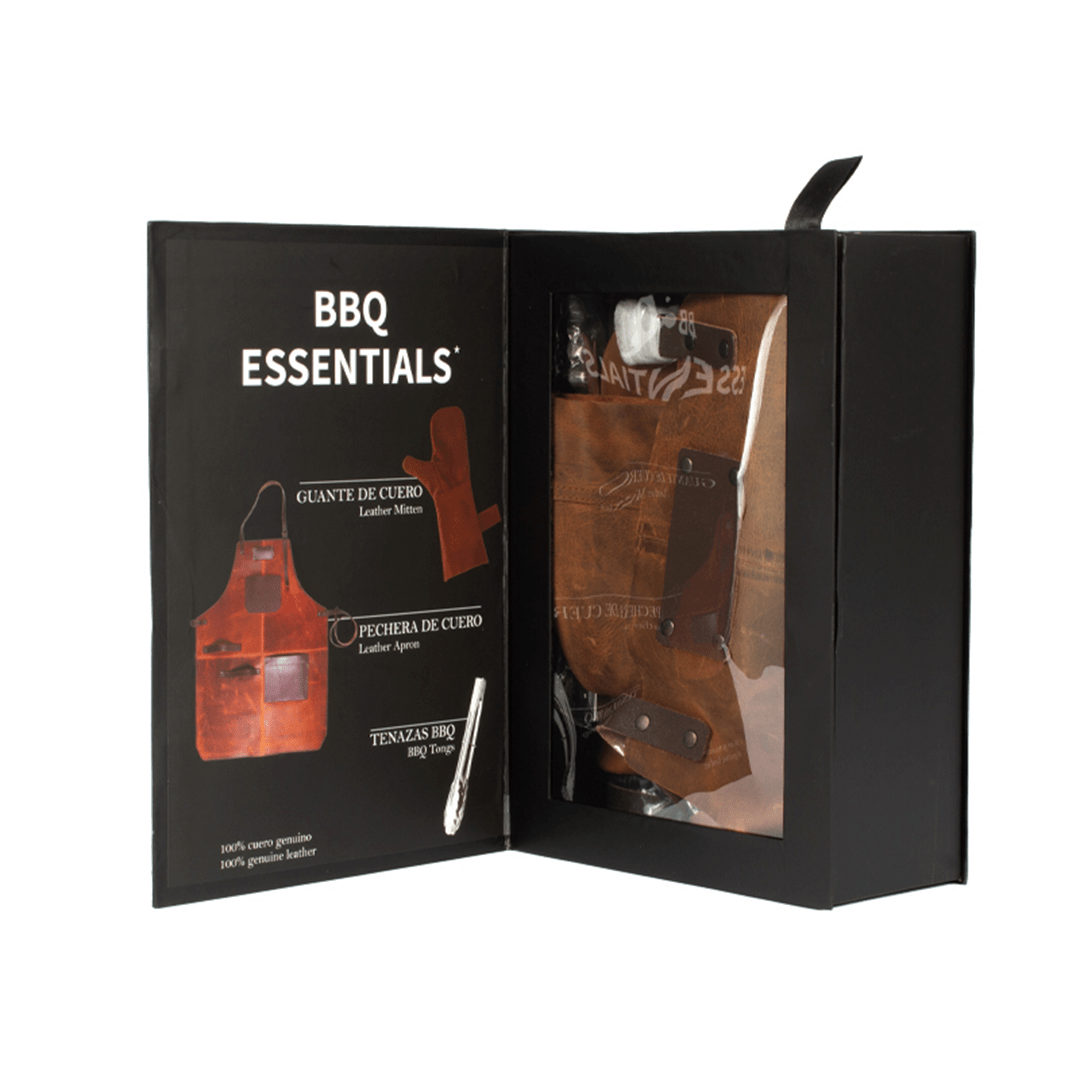 BBQ
ESSENTIALS*
GUANTE DE CUERO
Leather Mitten
PECHERA DE CUERO
Leather Apron
TENAZAS BBQ
BBQ Tongs
100% cuero genuino
100% genuine leather